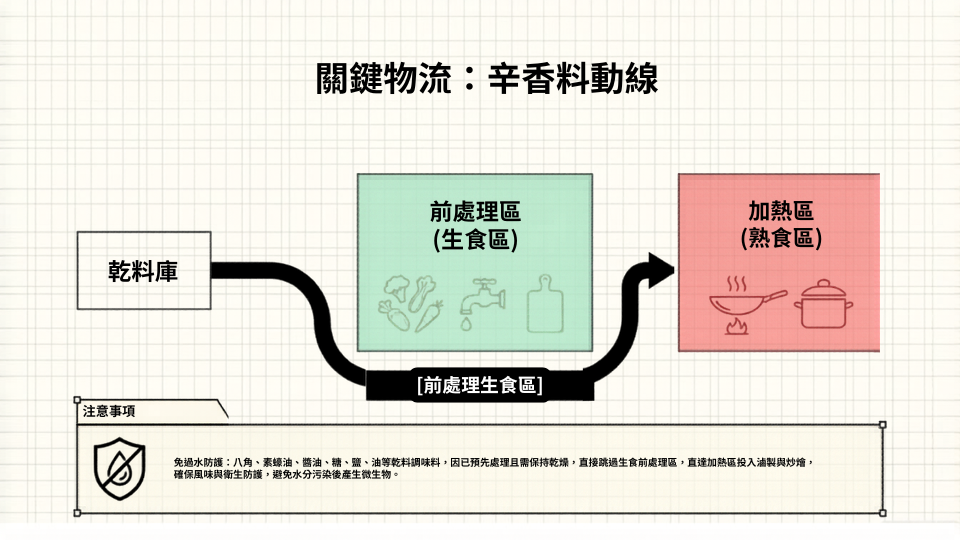 關鍵物流：辛香料動線
前處理區
(生食區)
加熱區
(熟食區)
乾料庫
[前處理生食區]
注意事項
免過水防護：八角、素蠔油、醬油、糖、鹽、油等乾料調味料，因已預先處理且需保持乾燥，直接跳過生食前處理區，直達加熱區投入滷製與炒燴，
確保風味與衛生防護，避免水分污染後產生微生物。